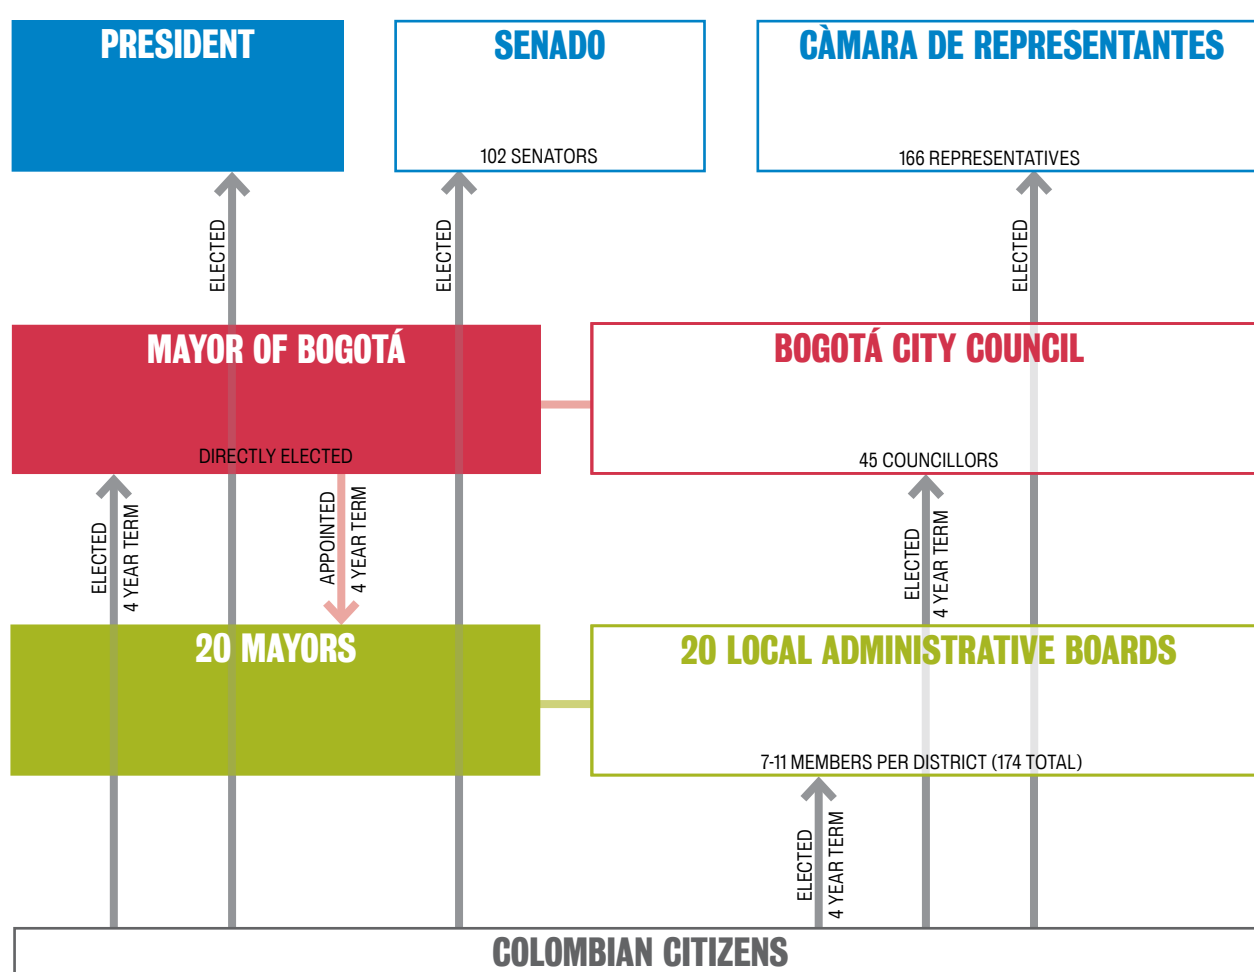 PRESIDENT
SENADO
102 SENATORS
CÀMARA DE REPRESENTANTES
166 REPRESENTATIVES
ELECTED
ELECTED
ELECTED
MAYOR OF BOGOTÁ
DIRECTLY ELECTED
BOGOTÁ CITY COUNCIL
45 COUNCILLORS
ELECTED
4 YEAR TERM
APPOINTED
4 YEAR TERM
ELECTED
4 YEAR TERM
20 MAYORS
20 LOCAL ADMINISTRATIVE BOARDS
7-11 MEMBERS PER DISTRICT (174 TOTAL)
ELECTED
4 YEAR TERM
COLOMBIAN CITIZENS